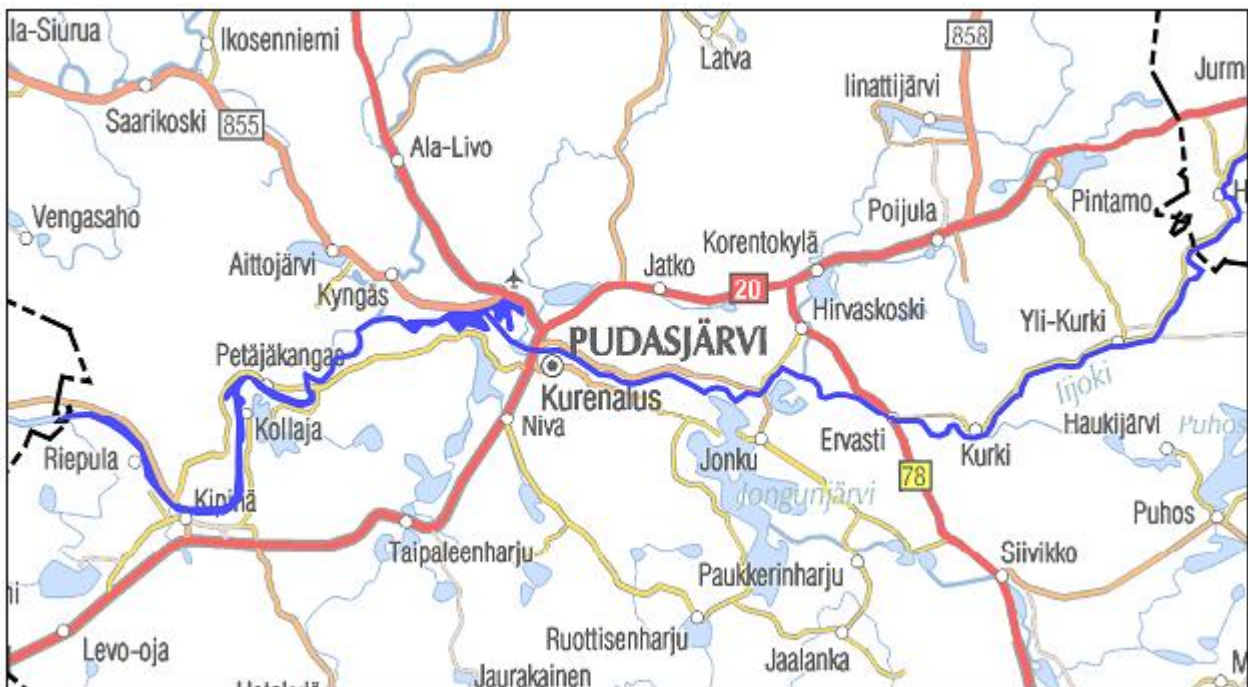 Ikosenniemi
Latva
858
Jurm
Iinattijärvi
Saarikoski
855
Ala-Livo
Vengasaho
Pintamo
Poijula
Aittojärvi
Korentokylä
Jatko
20
Kyngäs
Hirvaskoski
Yli-Kurki
PUDASJÄRVI
Petäjäkangas
Kurenalus
Iijoki
Kollaja
Niva
Ervasti
Haukijärvi
Puhos
Kurki
Riepula
Jonku
78
Kipinä
Jongunjärvi
Puhos
Taipaleenharju
Siivikko
Paukkerinharju
Levo-oja
Ruottisenharju
Jaalanka
Jaurakainen